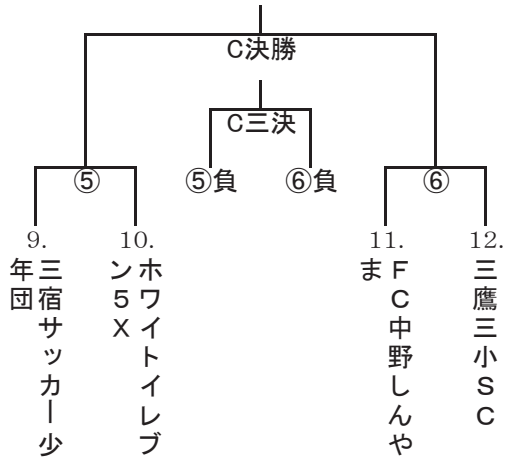 C決勝
C三決
⑤
⑤負
⑥負
⑥
9.
10.
11.
12.
三宿サッカー少
年団
ホワイトイレブ
ン5X
FC中野しんや
ま
三鷹三小SC